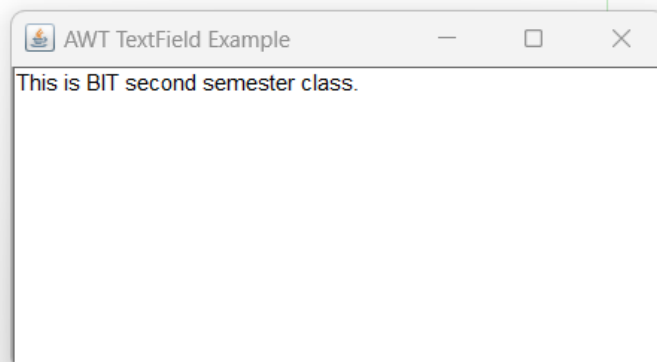 AWT TextField Example
This is BIT second semester class.